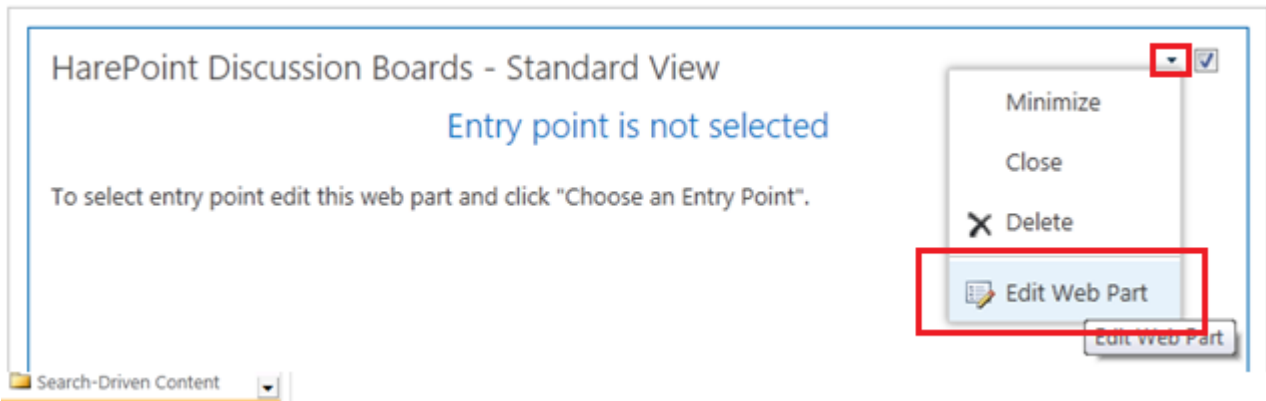 HarePoint Discussion Boards - Standard View
Entry point is not selected
To select entry point edit this web part and click "Choose an Entry Point".
Minimize
Close
Delete
Edit Web Part
Edit Web Part
Search-Driven Content